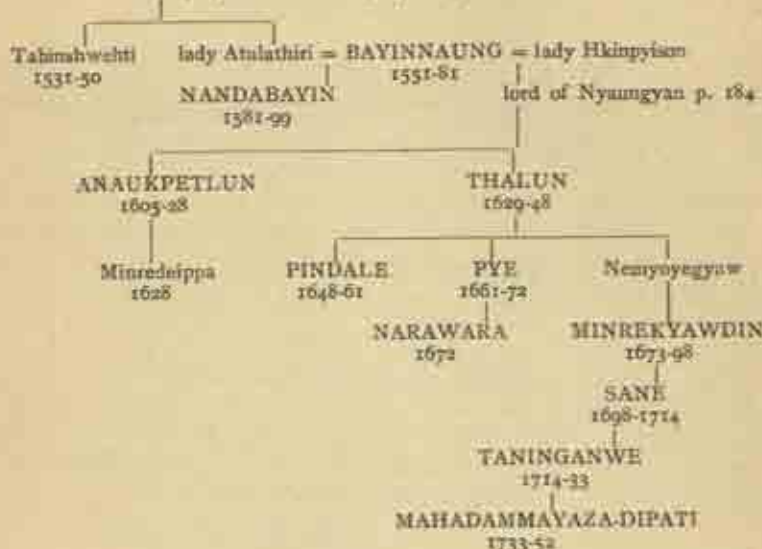 Tabinshwehti lady Atulathiri = BAYINNAUNG = lady Hkinpyison
1531-50 1551-81
NANDABAYIN lord of Nyaungyan p. 184
1581-99
ANAUKPETLUN THALUN
1605-28 1629-48
Minredeippa PINDALE PYE Nemyoyegyaw
1628 1648-61 1661-72
NARAWARA MINREKYAWDIN
1672 1673-98
SANE
1698-1714
TANINGANWE
1714-33
MAHADAMMAYAZA-DIPATI
1733-52